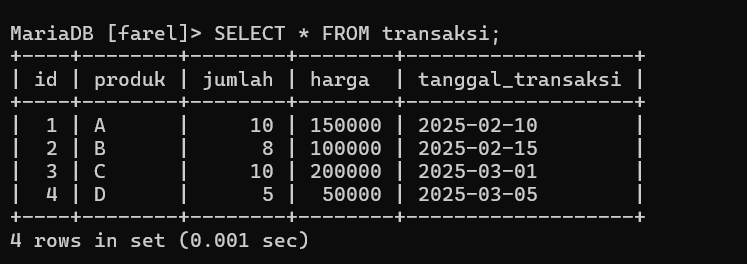 MariaDB [farel]> SELECT * FROM transaksi;
+----+--------+--------+--------+-------------------+
| id | produk | jumlah | harga  | tanggal_transaksi |
+----+--------+--------+--------+-------------------+
|  1 | A      |     10 | 150000 | 2025-02-10        |
|  2 | B      |      8 | 100000 | 2025-02-15        |
|  3 | C      |     10 | 200000 | 2025-03-01        |
|  4 | D      |      5 |  50000 | 2025-03-05        |
+----+--------+--------+--------+-------------------+
4 rows in set (0.001 sec)